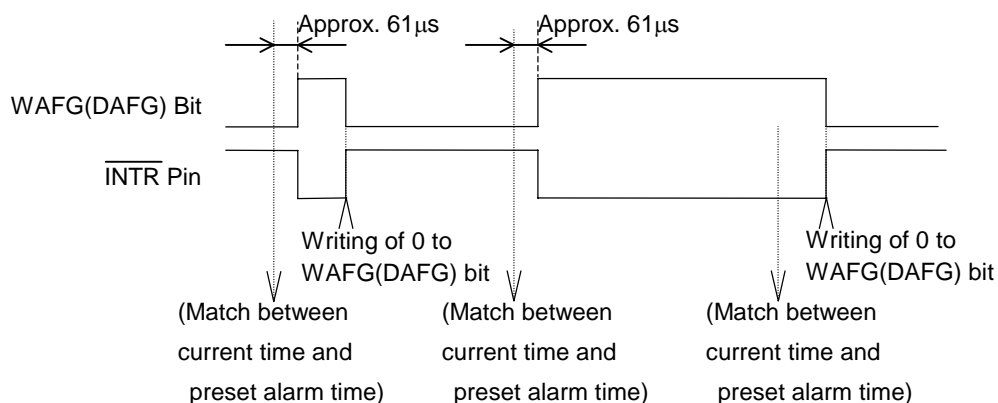 Approx. 61μs
Approx. 61μs
WAFG(DAFG) Bit
INTR Pin
Writing of 0 to
WAFG(DAFG) bit
Writing of 0 to
WAFG(DAFG) bit
(Match between
current time and
preset alarm time)
(Match between
current time and
preset alarm time)
(Match between
current time and
preset alarm time)